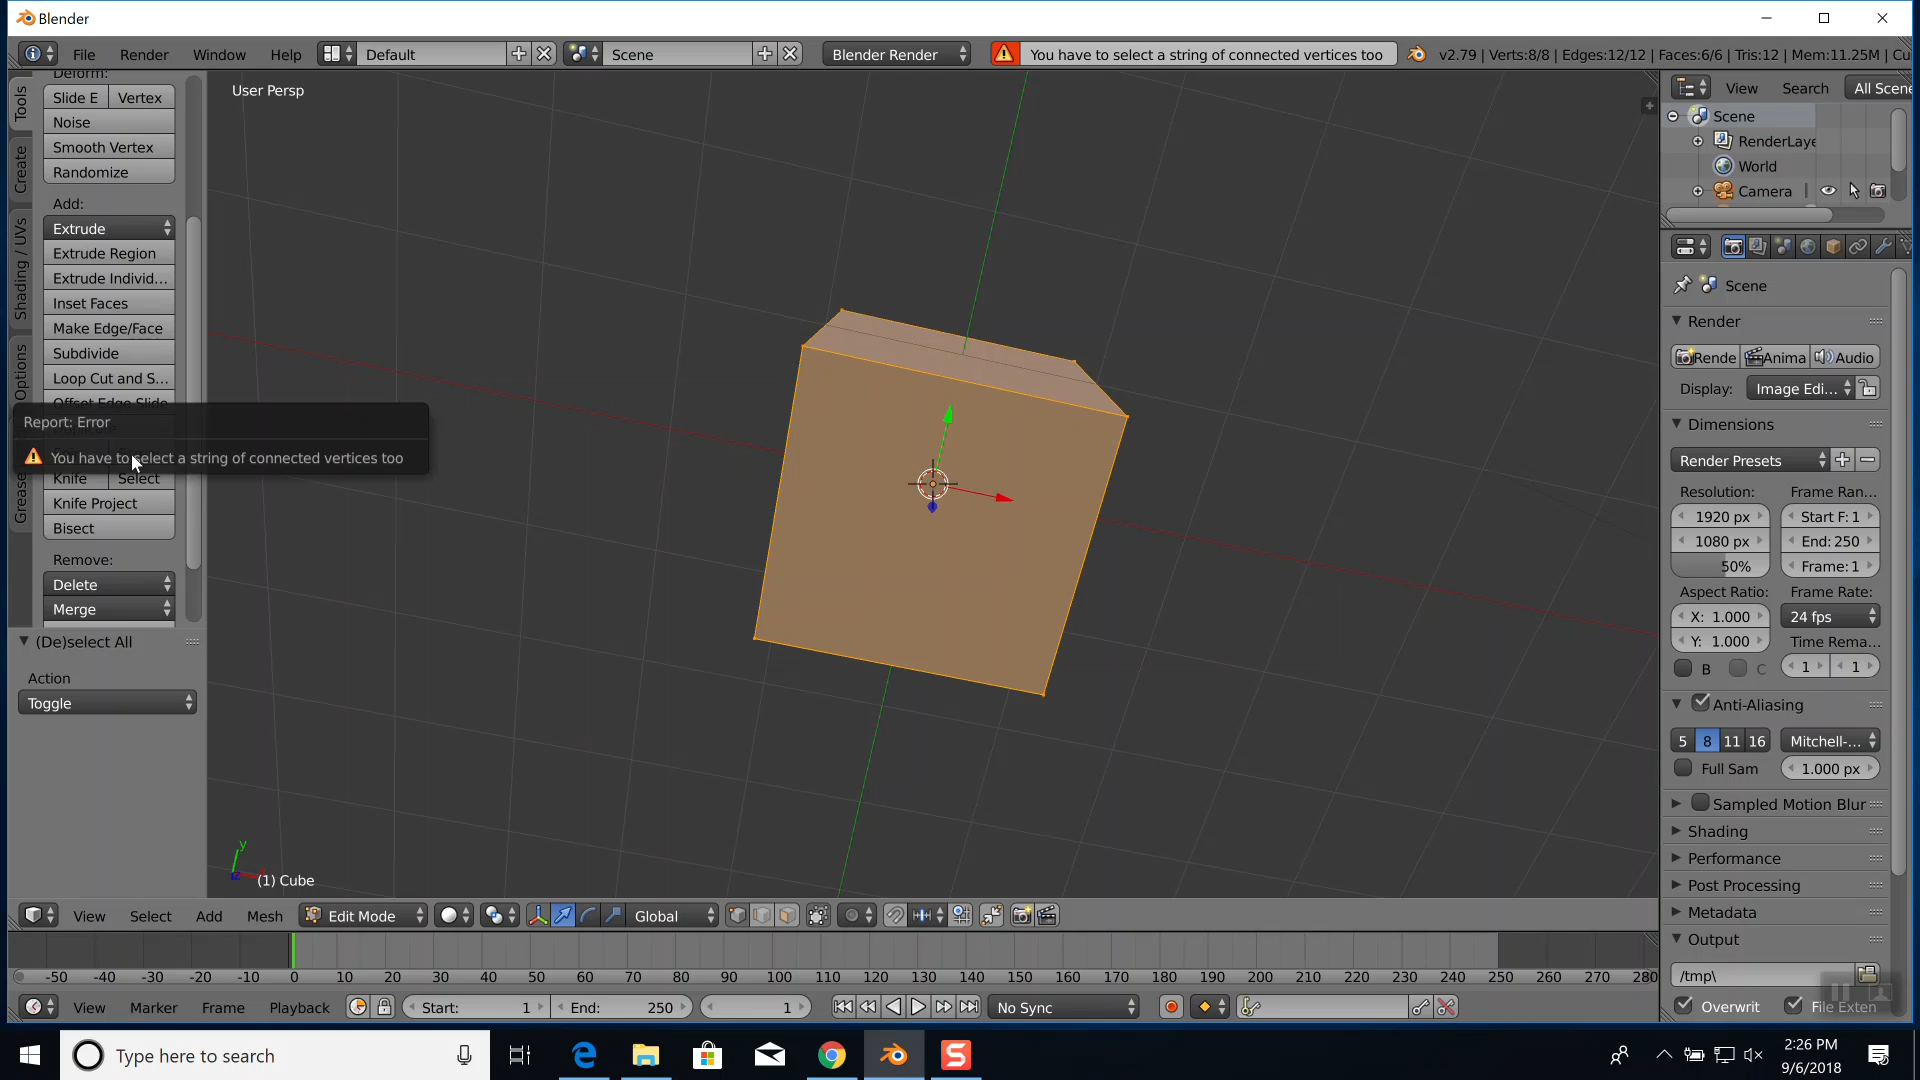 Blender
File Render Window Help Default Scene Blender Render You have to select a string of connected vertices too v2.79 | Verts:8/8 | Edges:12/12 | Faces:6/6 | Tris:12 | Mem:11.25M | Cu
Tools
Create
Shading / UVs
Options
Grease
Deform:
Slide E Vertex
Noise
Smooth Vertex
Randomize
Add:
Extrude
Extrude Region
Extrude Individ...
Inset Faces
Make Edge/Face
Subdivide
Loop Cut and S...
Offset Edge Slide
Report: Error
You have to select a string of connected vertices too
Knife Select
Knife Project
Bisect
Remove:
Delete
Merge
(De)select All
Action
Toggle
User Persp
y
(1) Cube
View Select Add Mesh Edit Mode Global
-50 -40 -30 -20 -10 0 10 20 30 40 50 60 70 80 90 100 110 120 130 140 150 160 170 180 190 200 210 220 230 240 250 260 270 280
View Marker Frame Playback Start: 1 End: 250 1 No Sync
View Search All Scene
Scene
RenderLaye
World
Camera
Scene
Render
Rende Anima Audio
Display: Image Edi...
Dimensions
Render Presets
Resolution: Frame Ran...
1920 px Start F: 1
1080 px End: 250
50% Frame: 1
Aspect Ratio: Frame Rate:
X: 1.000 24 fps
Y: 1.000 Time Rema...
B C 1 1
Anti-Aliasing
5 8 11 16 Mitchell-...
Full Sam 1.000 px
Sampled Motion Blur
Shading
Performance
Post Processing
Metadata
Output
/tmp\
Overwrit File Exten
Type here to search
2:26 PM
9/6/2018